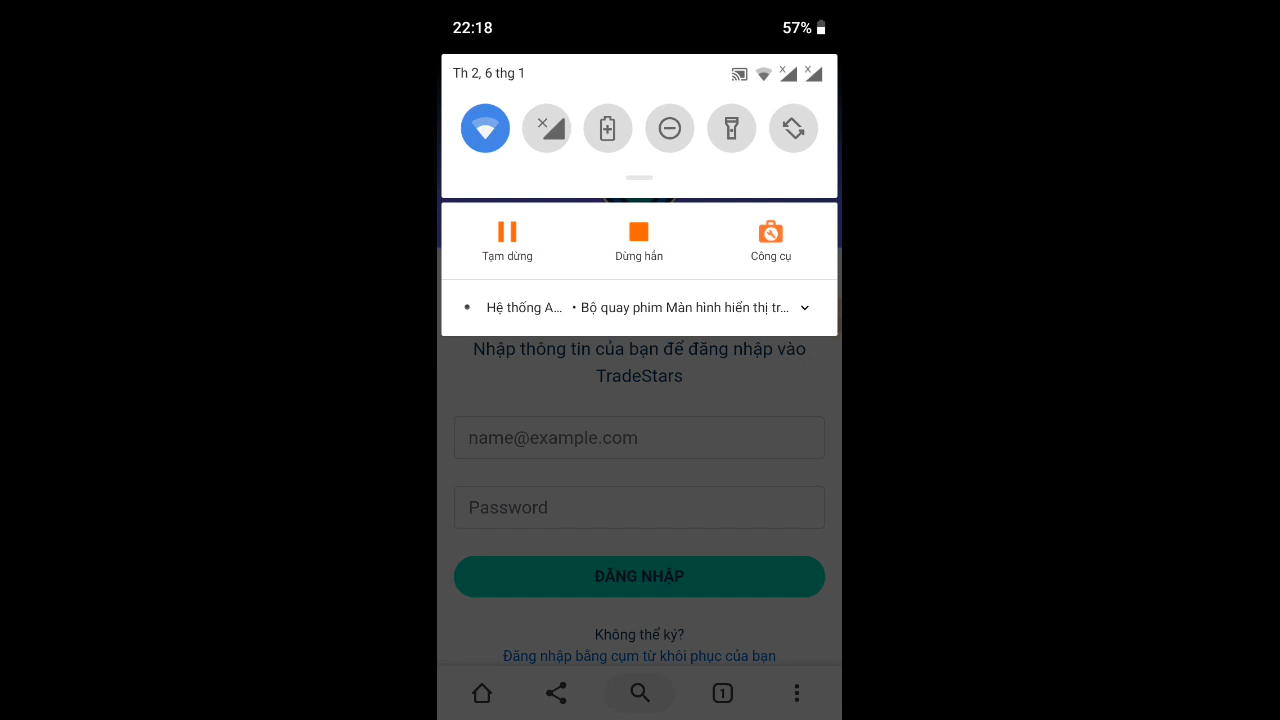 22:18
57%
Th 2, 6 thg 1
Tạm dừng
Dừng hẳn
Công cụ
Hệ thống A… • Bộ quay phim Màn hình hiển thị tr…
Nhập thông tin của bạn để đăng nhập vào
TradeStars
name@example.com
Password
ĐĂNG NHẬP
Không thể ký?
Đăng nhập bằng cụm từ khôi phục của bạn
1